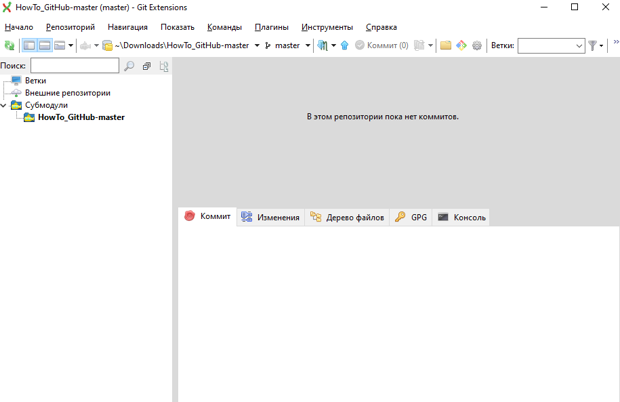 HowTo_GitHub-master (master) - Git Extensions
Начало Репозиторий Навигация Показать Команды Плагины Инструменты Справка
~\Downloads\HowTo_GitHub-master master Коммит (0) Ветки:
Поиск:
Ветки
Внешние репозитории
Субмодули
HowTo_GitHub-master
В этом репозитории пока нет коммитов.
Коммит Изменения Дерево файлов GPG Консоль